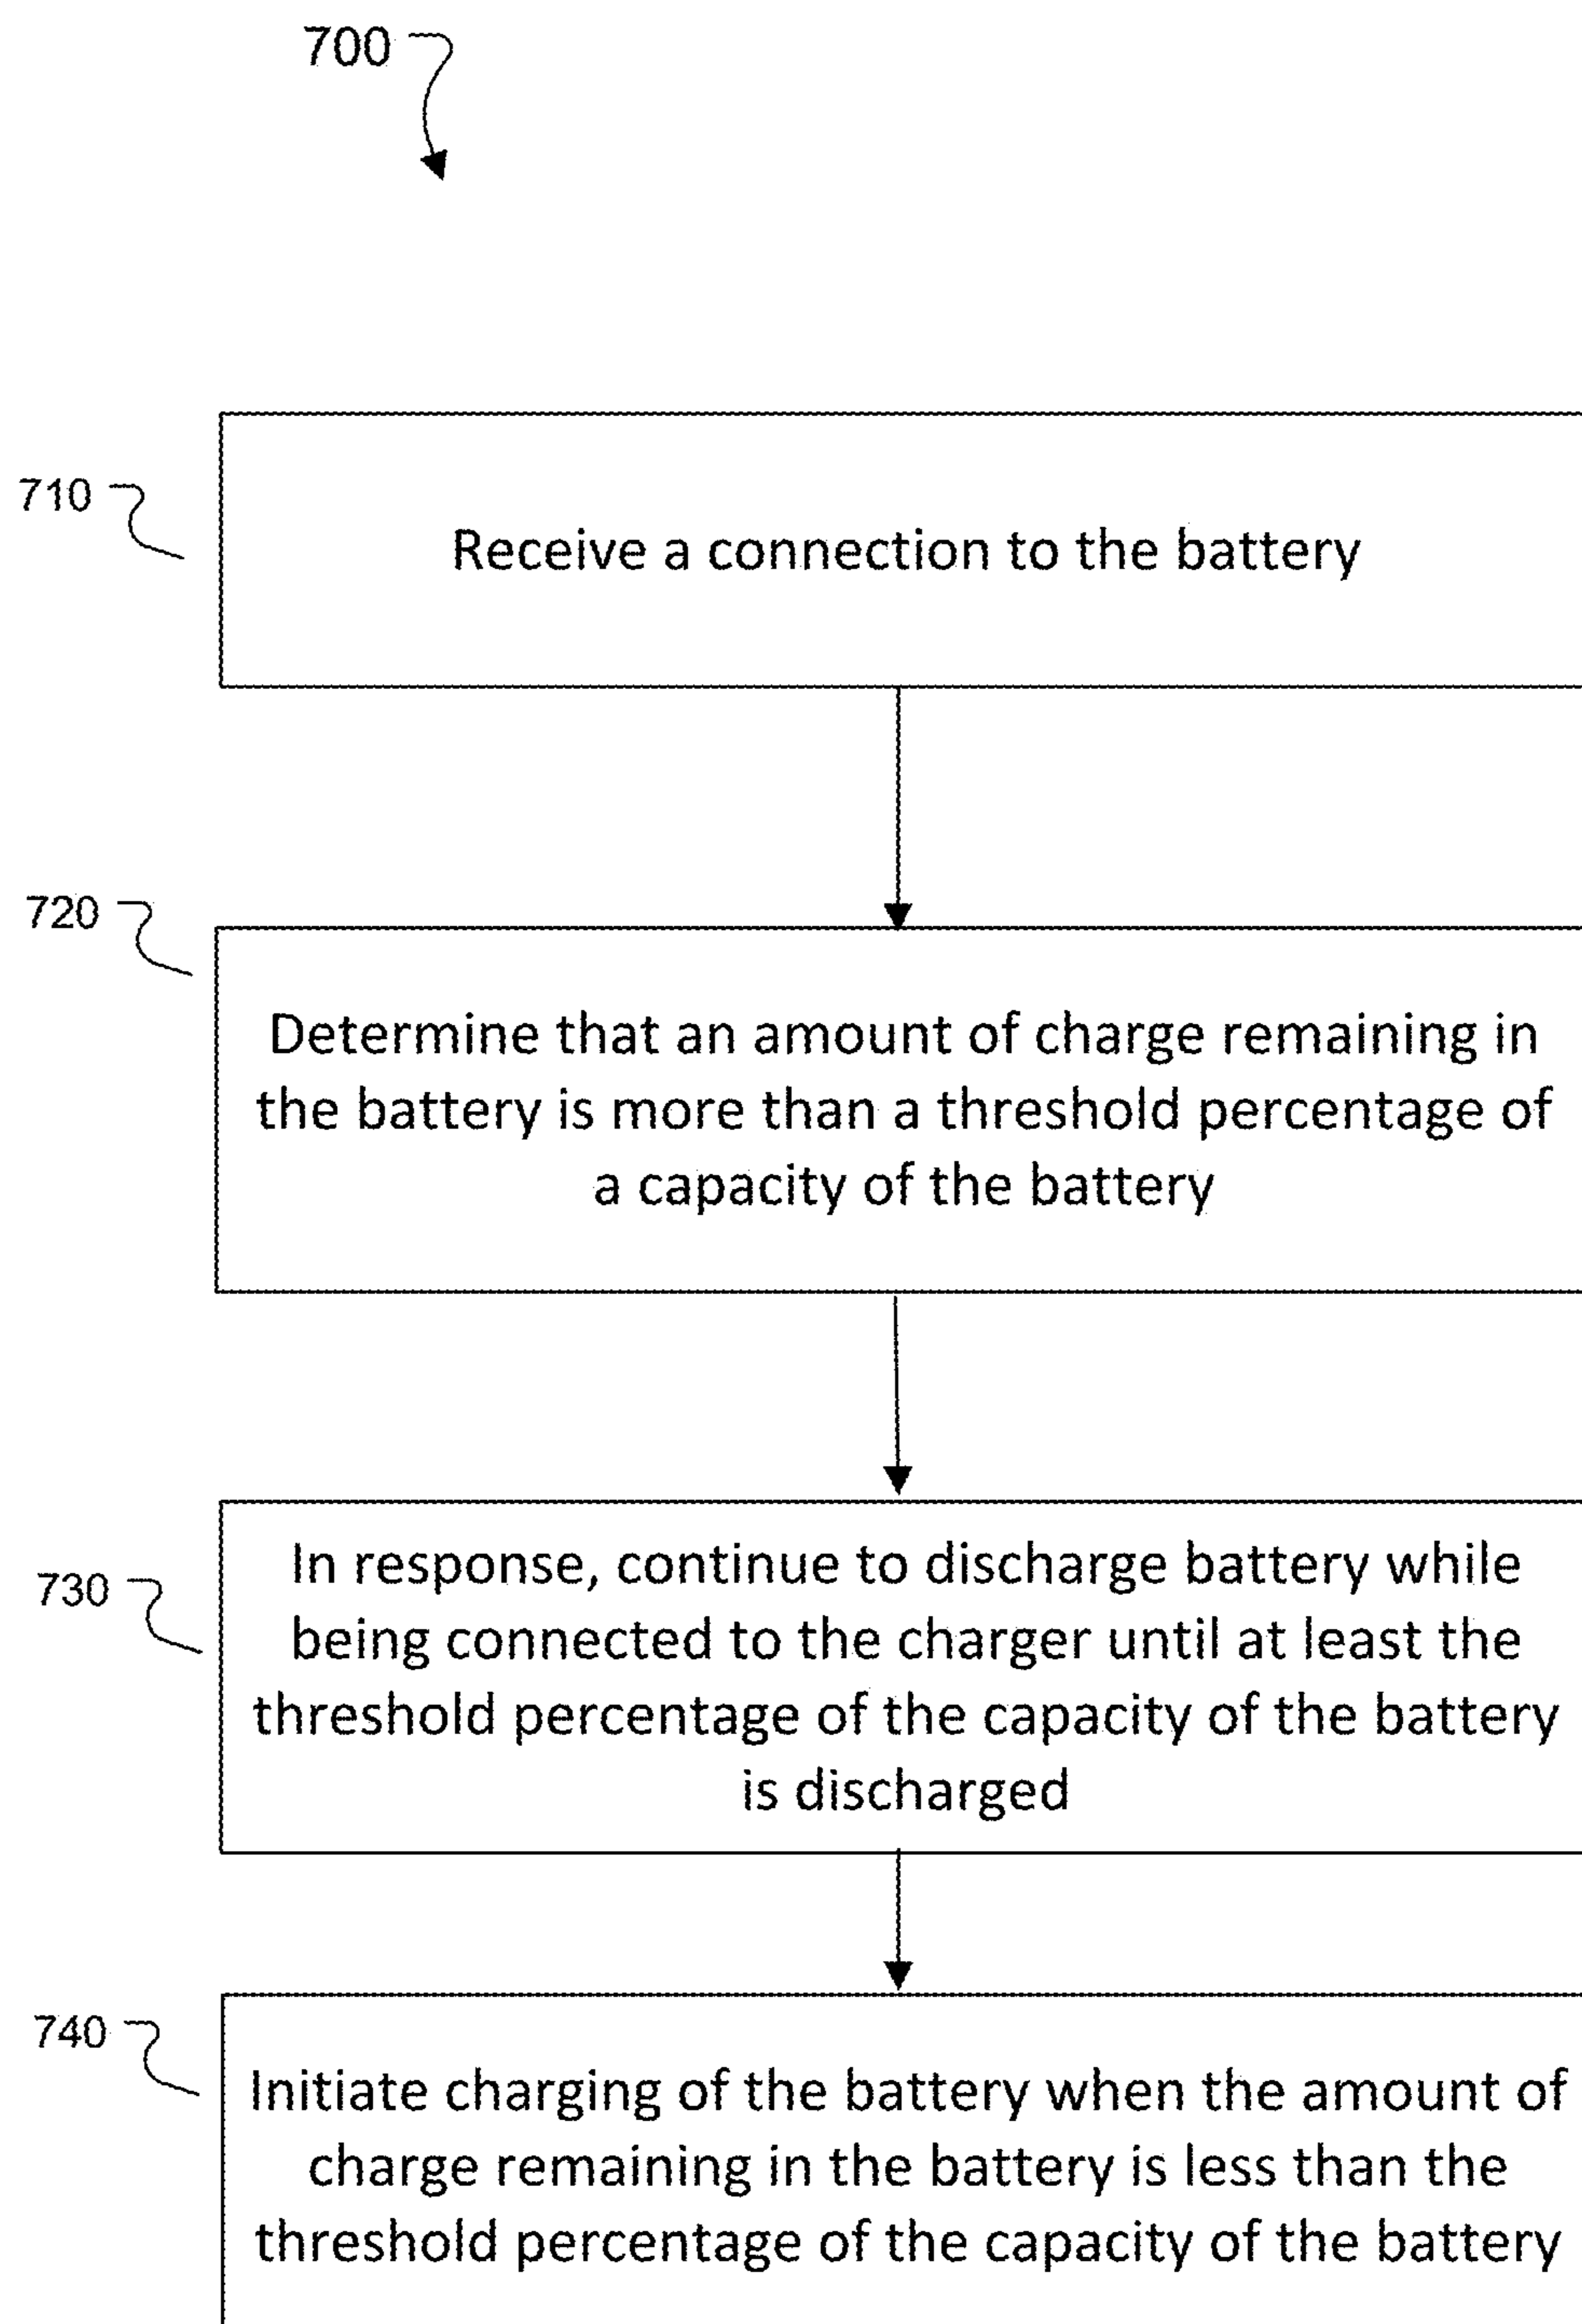 700
710
Receive a connection to the battery
720
Determine that an amount of charge remaining in
the battery is more than a threshold percentage of
a capacity of the battery
730
In response, continue to discharge battery while
being connected to the charger until at least the
threshold percentage of the capacity of the battery
is discharged
740
Initiate charging of the battery when the amount of
charge remaining in the battery is less than the
threshold percentage of the capacity of the battery